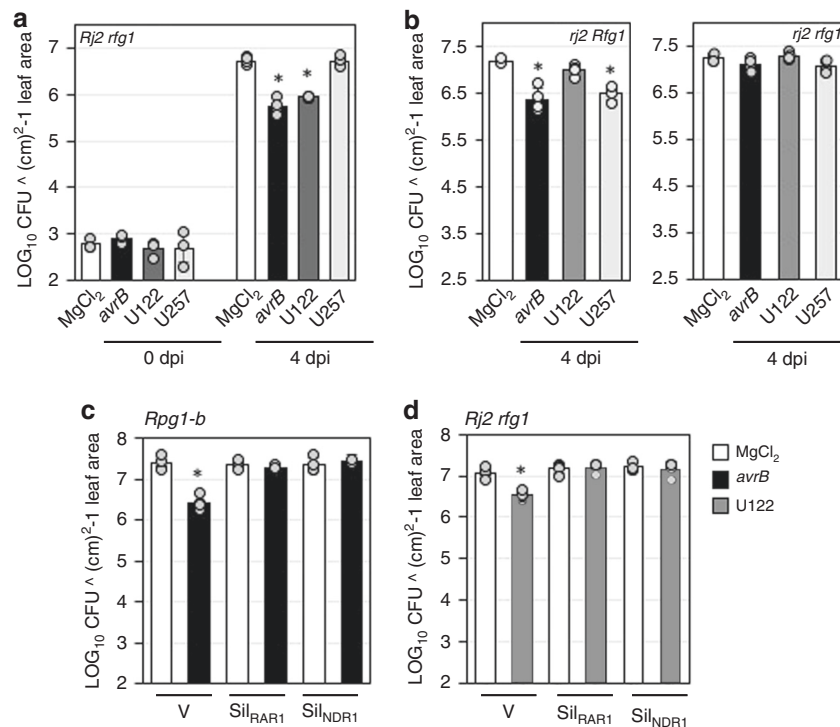 a
Rj2 rfg1
LOG10 CFU ^ (cm)^2-1 leaf area
7
6
5
4
3
2
MgCl2 avrB U122 U257 MgCl2 avrB U122 U257
* *
0 dpi 4 dpi
b
rj2 Rfg1
LOG10 CFU ^ (cm)^2-1 leaf area
7.5
6.5
5.5
4.5
3.5
2.5
* *
MgCl2 avrB U122 U257
4 dpi
rj2 rfg1
7.5
6.5
5.5
4.5
3.5
2.5
MgCl2 avrB U122 U257
4 dpi
c
Rpg1-b
LOG10 CFU ^ (cm)^2-1 leaf area
8
7
6
5
4
3
2
*
V SilRAR1 SilNDR1
d
Rj2 rfg1
LOG10 CFU ^ (cm)^2-1 leaf area
8
7
6
5
4
3
2
*
V SilRAR1 SilNDR1
MgCl2
avrB
U122